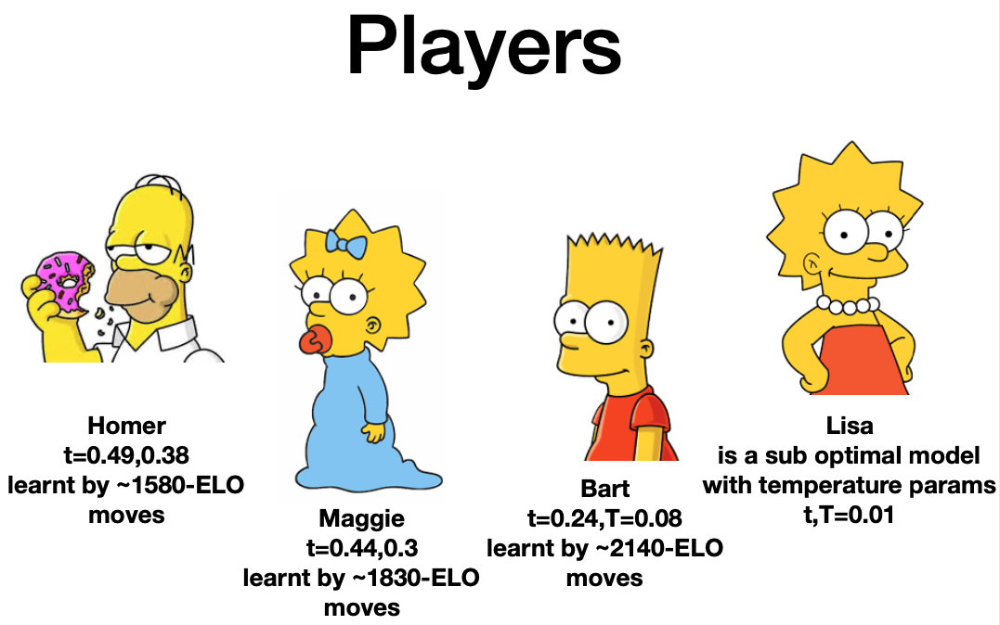 Players
Homer
t=0.49,0.38
learnt by ~1580-ELO
moves
Maggie
t=0.44,0.3
learnt by ~1830-ELO
moves
Bart
t=0.24,T=0.08
learnt by ~2140-ELO
moves
Lisa
is a sub optimal model
with temperature params
t,T=0.01